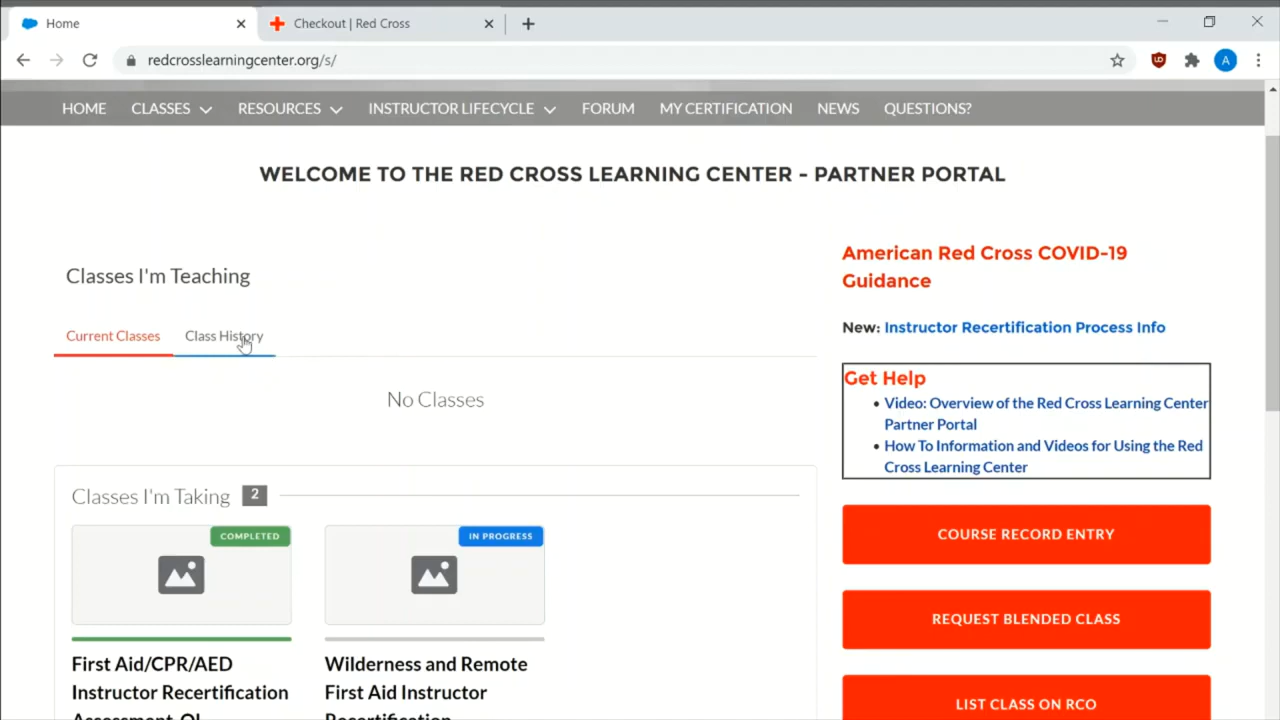 Home
Checkout | Red Cross
redcrosslearningcenter.org/s/
A
HOME CLASSES RESOURCES INSTRUCTOR LIFECYCLE FORUM MY CERTIFICATION NEWS QUESTIONS?
WELCOME TO THE RED CROSS LEARNING CENTER - PARTNER PORTAL
Classes I'm Teaching
Current Classes Class History
No Classes
Classes I'm Taking 2
COMPLETED
First Aid/CPR/AED
Instructor Recertification
IN PROGRESS
Wilderness and Remote
First Aid Instructor
Recertification
American Red Cross COVID-19
Guidance
New: Instructor Recertification Process Info
Get Help
• Video: Overview of the Red Cross Learning Center
Partner Portal
• How To Information and Videos for Using the Red
Cross Learning Center
COURSE RECORD ENTRY
REQUEST BLENDED CLASS
LIST CLASS ON RCO